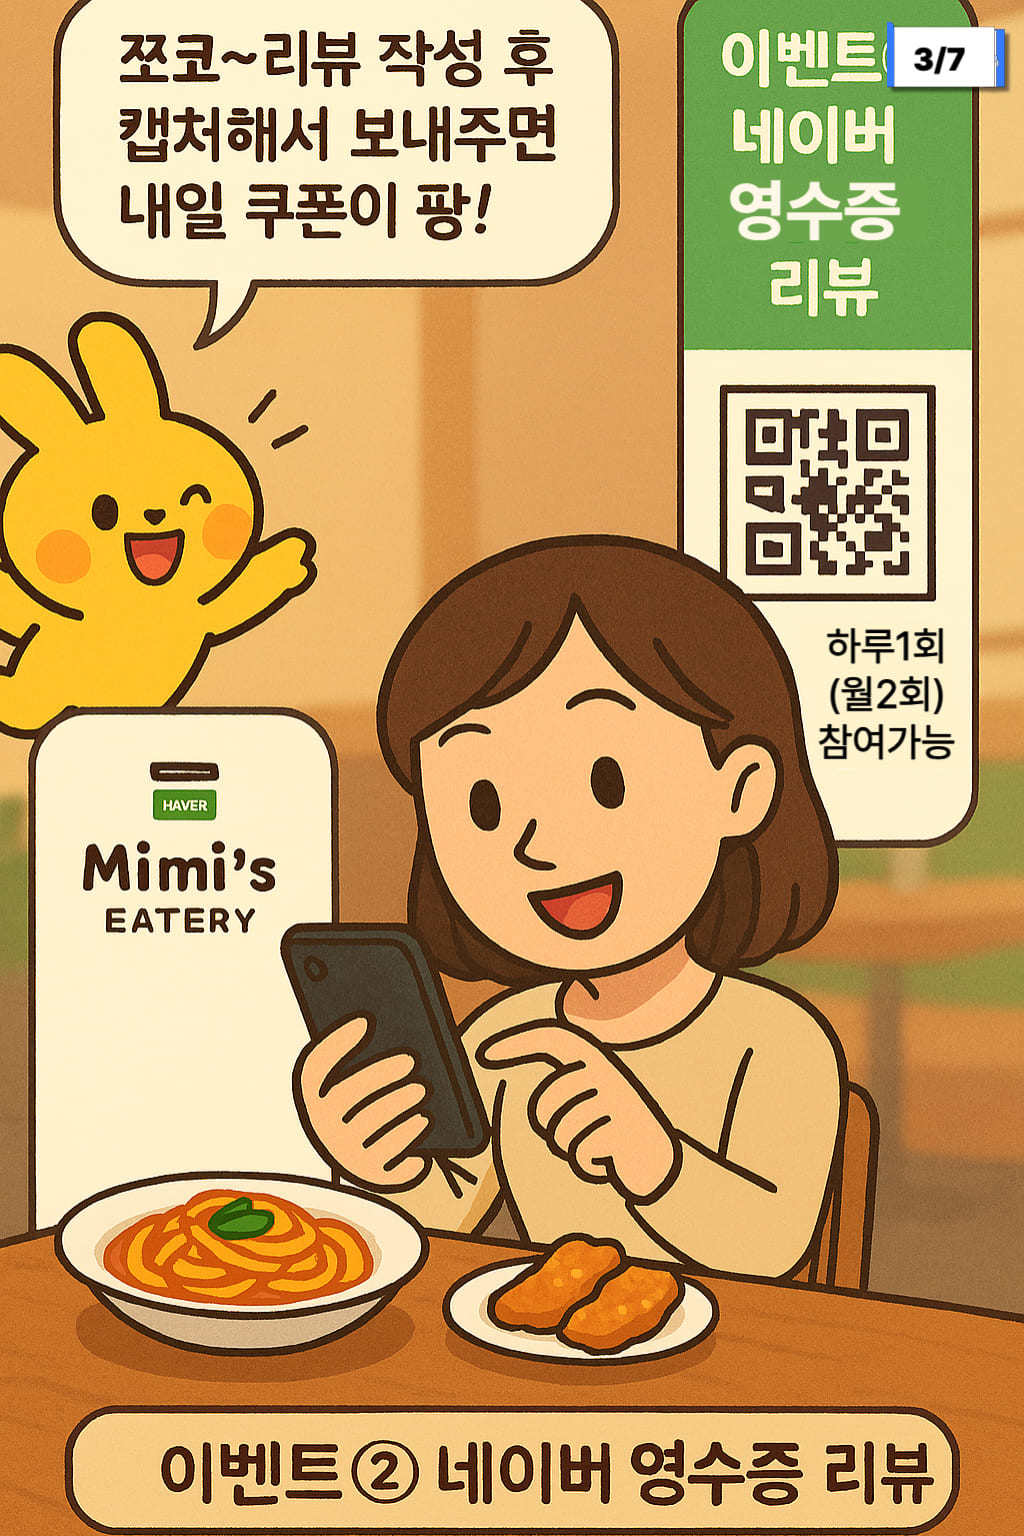 쪼코~리뷰 작성 후
캡처해서 보내주면
내일 쿠폰이 팡!
이벤트
3/7
네이버
영수증
리뷰
하루1회
(월2회)
참여가능
HAVER
Mimi's
EATERY
이벤트② 네이버 영수증 리뷰